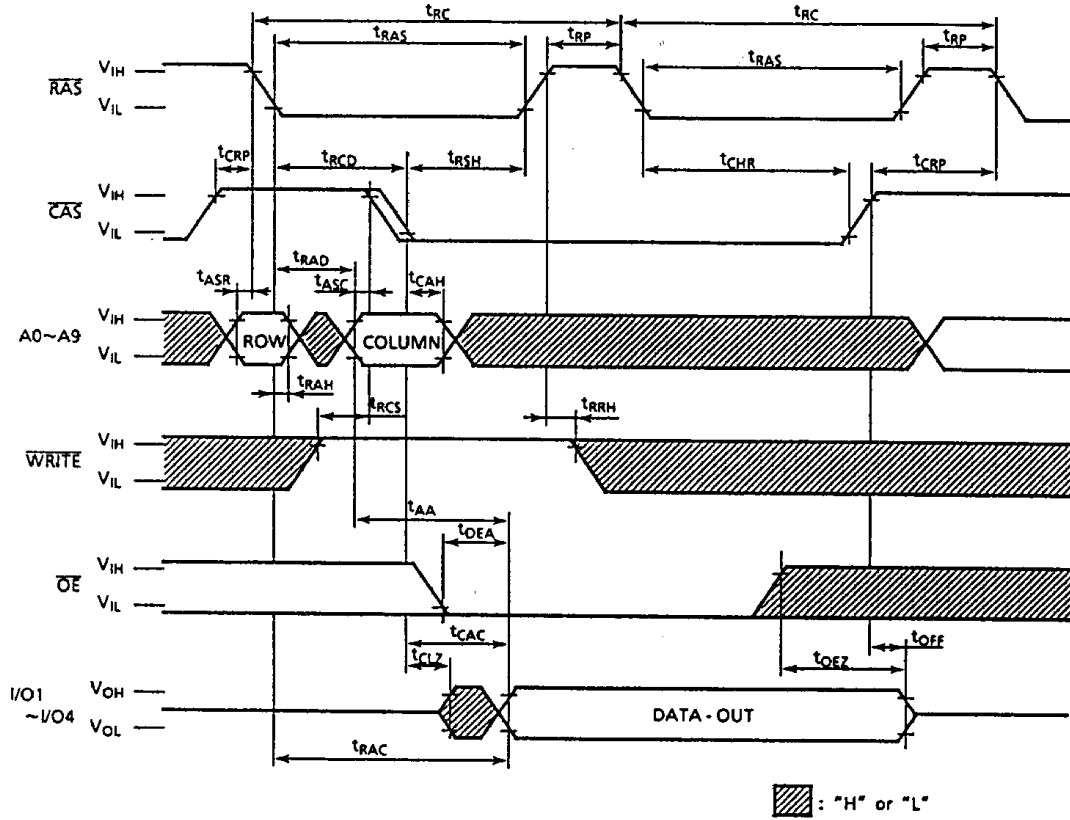 tRC tRC
tRAS tRP tRAS tRP
RAS VIH
VIL
tCRP tRCD tRSH tCHR tCRP
CAS VIH
VIL
tRAD
tASR tASC tCAH
A0~A9 VIH
VIL
ROW COLUMN
tRAH tRCS tRRH
WRITE VIH
VIL
tAA
tOEA
OE VIH
VIL
tCAC
tCLZ tOEZ tOFF
I/O1
~I/O4
VOH
VOL
DATA-OUT
tRAC
: "H" or "L"